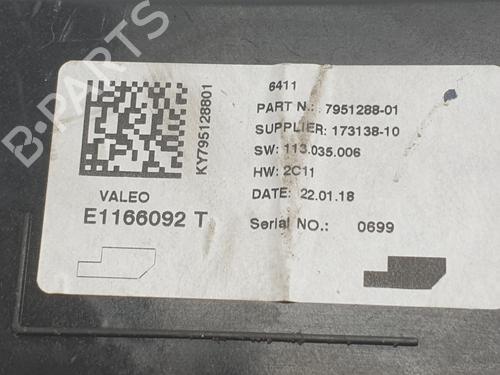 B-PARTS
6411
PART N.: 7951288-01
SUPPLIER: 173138-10
SW: 113.035.006
HW: 2C11
DATE: 22.01.18
Serial NO.: 0699
KY795128801
VALEO
E1166092 T